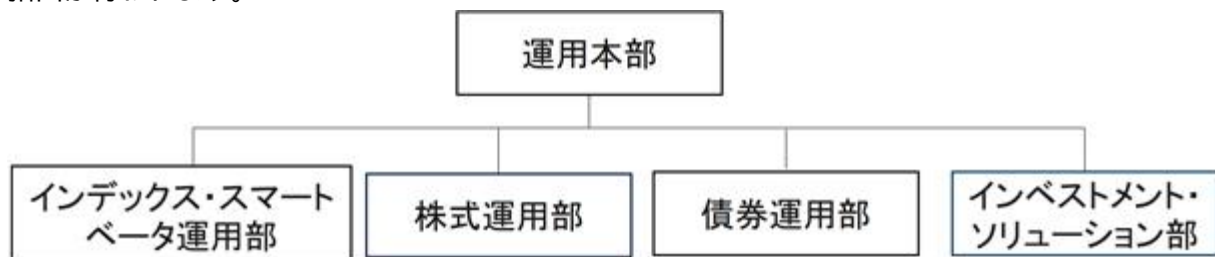 運用本部
インデックス・スマート
ベータ運用部
株式運用部
債券運用部
インベストメント・
ソリューション部